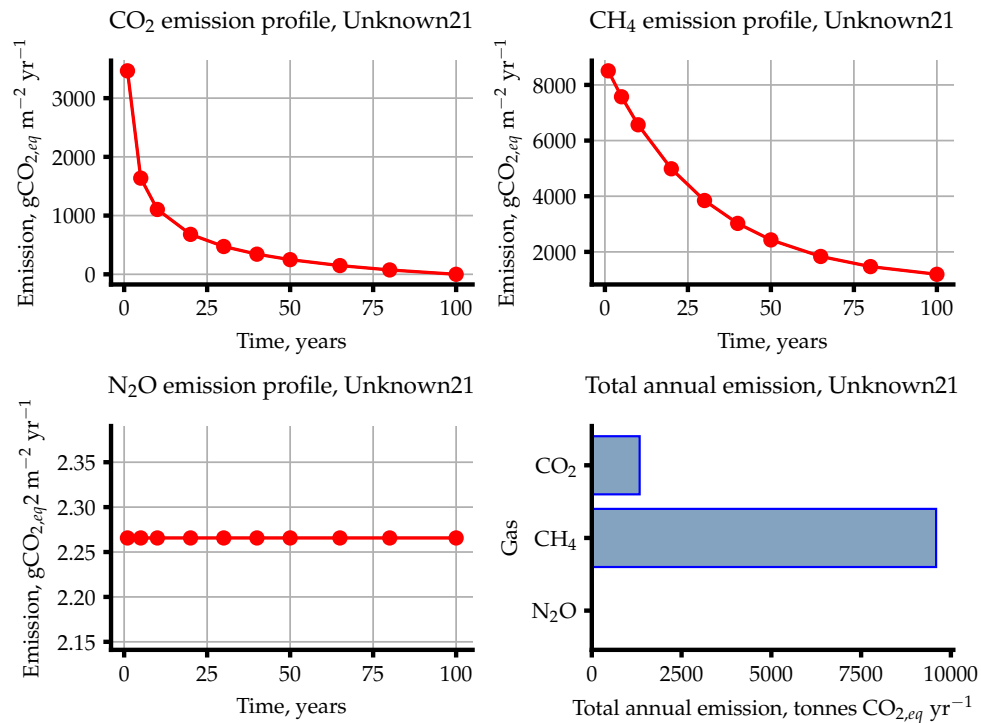 CO₂ emission profile, Unknown21
Emission, gCO₂,eq m⁻² yr⁻¹
3000
2000
1000
0
0 25 50 75 100
Time, years
CH₄ emission profile, Unknown21
Emission, gCO₂,eq m⁻² yr⁻¹
8000
6000
4000
2000
0 25 50 75 100
Time, years
N₂O emission profile, Unknown21
Emission, gCO₂,eq2 m⁻² yr⁻¹
2.35
2.30
2.25
2.20
2.15
0 25 50 75 100
Time, years
Total annual emission, Unknown21
Gas
CO₂
CH₄
N₂O
0 2500 5000 7500 10000
Total annual emission, tonnes CO₂,eq yr⁻¹